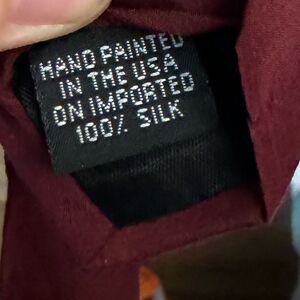 HAND PAINTED
IN THE USA
ON IMPORTED
100% SILK